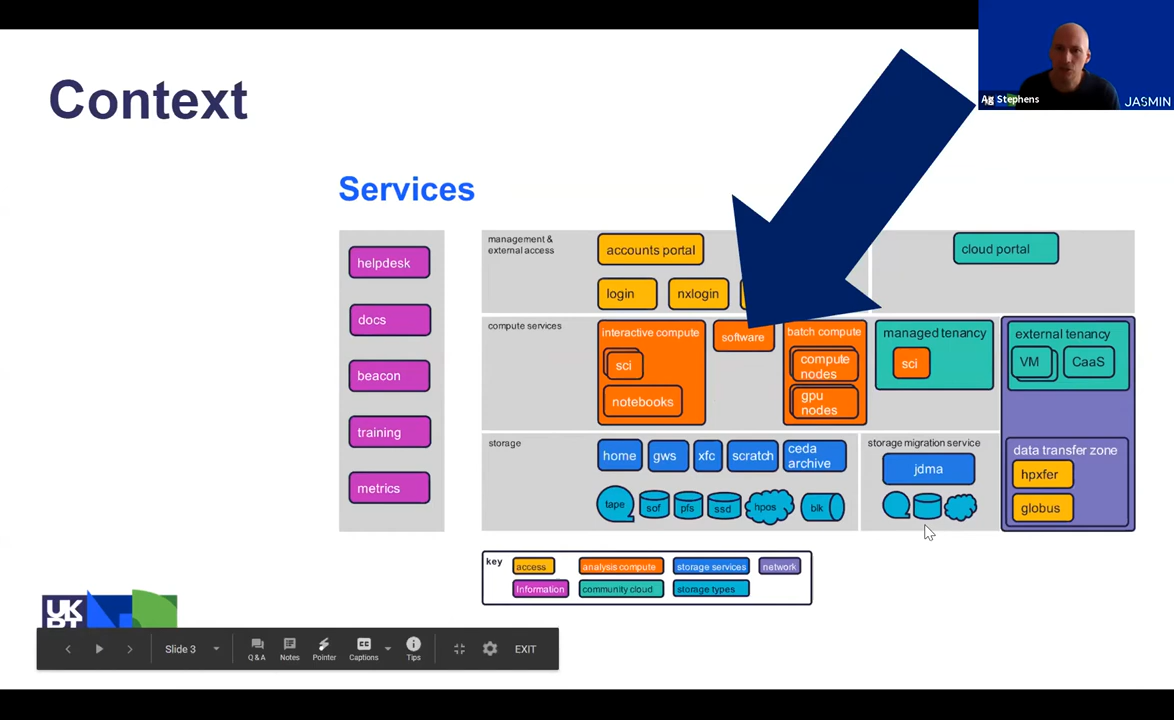 Context
Ag Stephens
JASMIN
Services
helpdesk
docs
beacon
training
metrics
management &
external access
accounts portal
login
nxlogin
cloud portal
compute services
interactive compute
sci
notebooks
software
batch compute
compute
nodes
gpu
nodes
managed tenancy
sci
external tenancy
VM
CaaS
storage
home
gws
xfc
scratch
ceda
archive
tape
sof
pfs
ssd
hpos
blk
storage migration service
jdma
data transfer zone
hpxfer
globus
key
access
analysis compute
storage services
network
Information
community cloud
storage types
UK
Slide 3
Q & A
Notes
Pointer
CC
Captions
Tips
EXIT